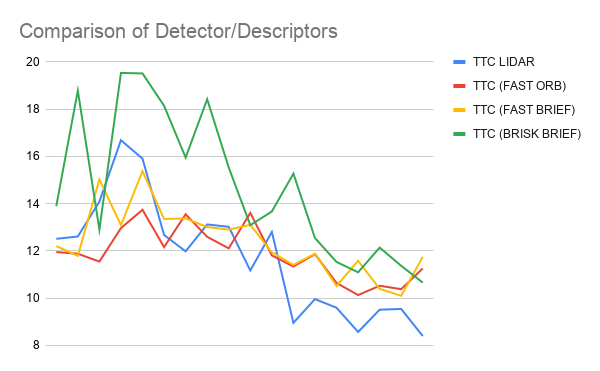 Comparison of Detector/Descriptors
20
18
16
14
12
10
8
TTC LIDAR
TTC (FAST ORB)
TTC (FAST BRIEF)
TTC (BRISK BRIEF)